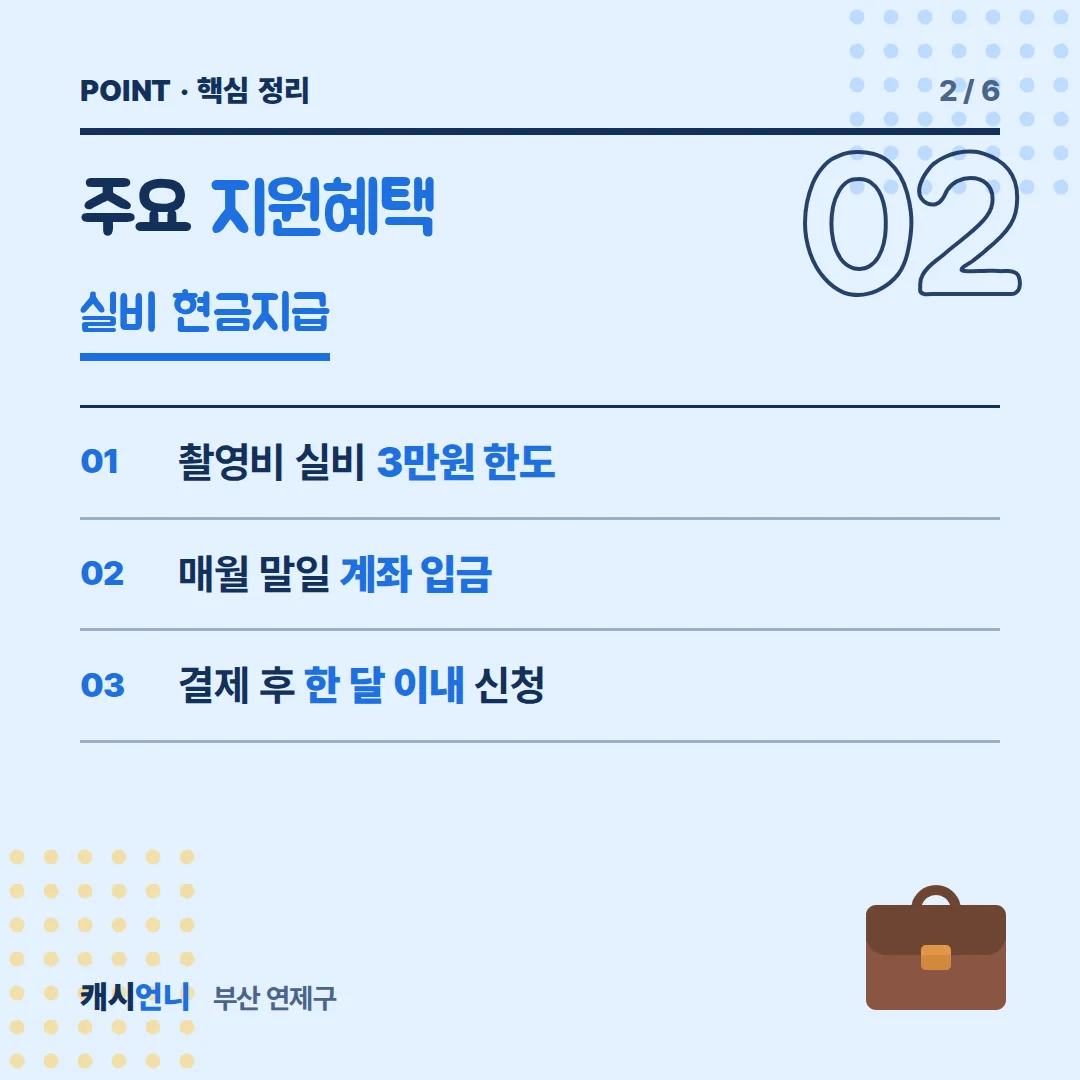 POINT · 핵심 정리
2 / 6
주요 지원혜택
02
실비 현금지급
01 촬영비 실비 3만원 한도
02 매월 말일 계좌 입금
03 결제 후 한 달 이내 신청
캐시언니 부산 연제구